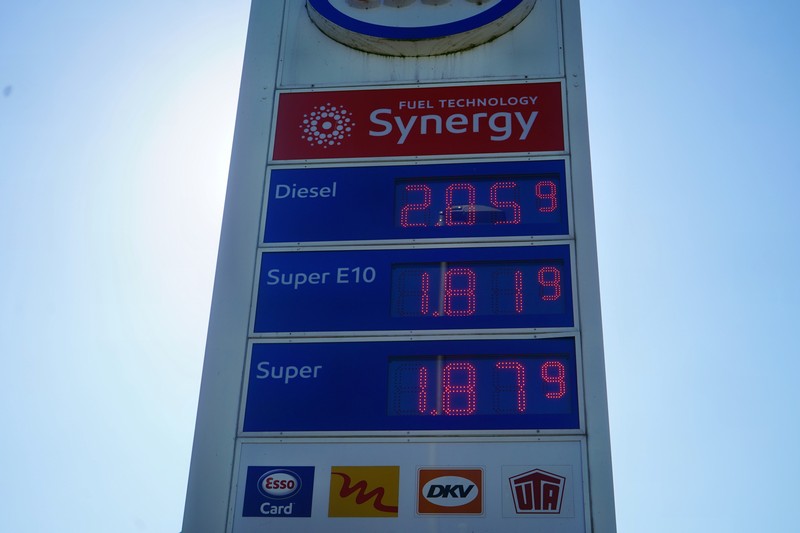 FUEL TECHNOLOGY
Synergy
Diesel 2.059
Super E10 1.819
Super 1.879
Esso
Card
m
DKV
UTA